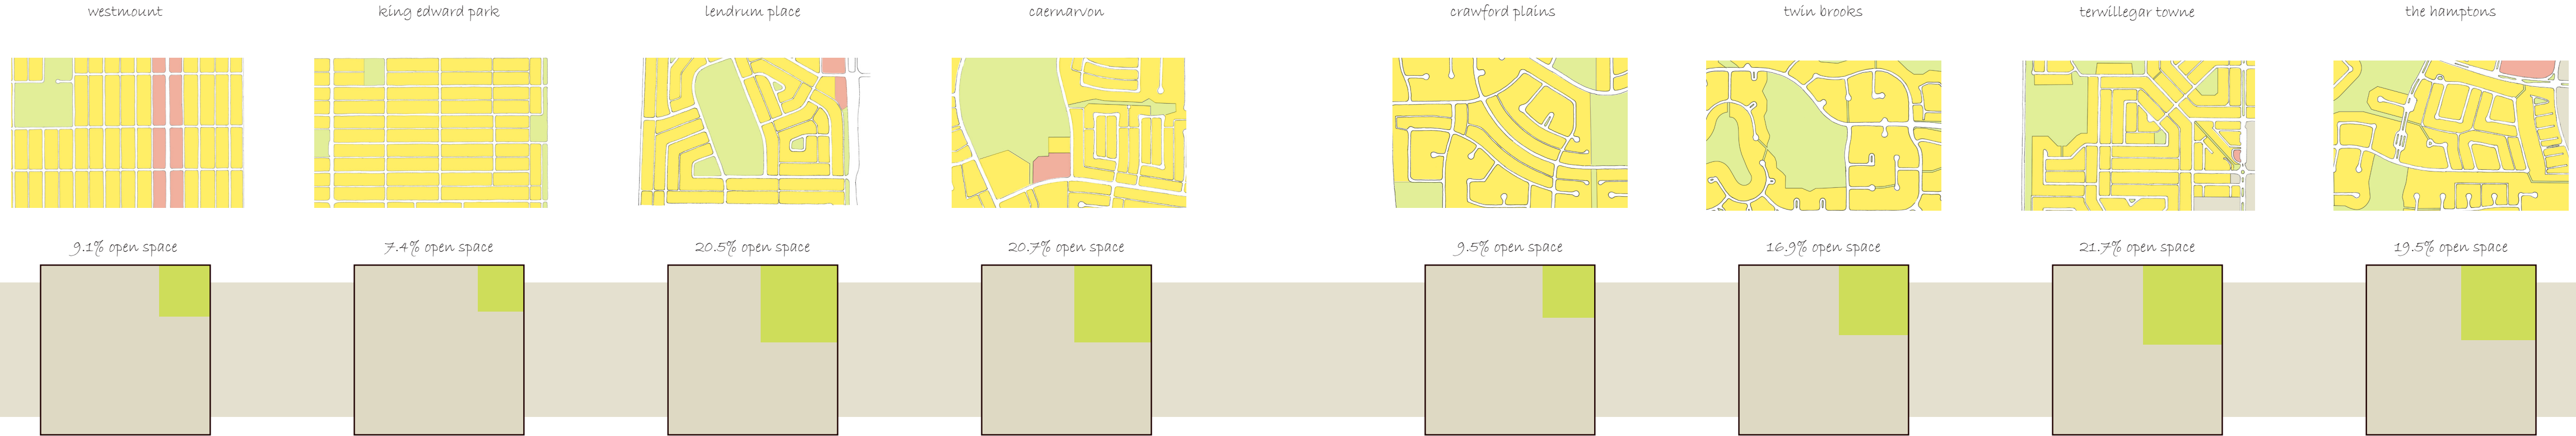 westmount
king edward park
lendrum place
caernarvon
crawford plains
twin brooks
terwillegar towne
the hamptons
9.1% open space
7.4% open space
20.5% open space
20.7% open space
9.5% open space
16.9% open space
21.7% open space
19.5% open space